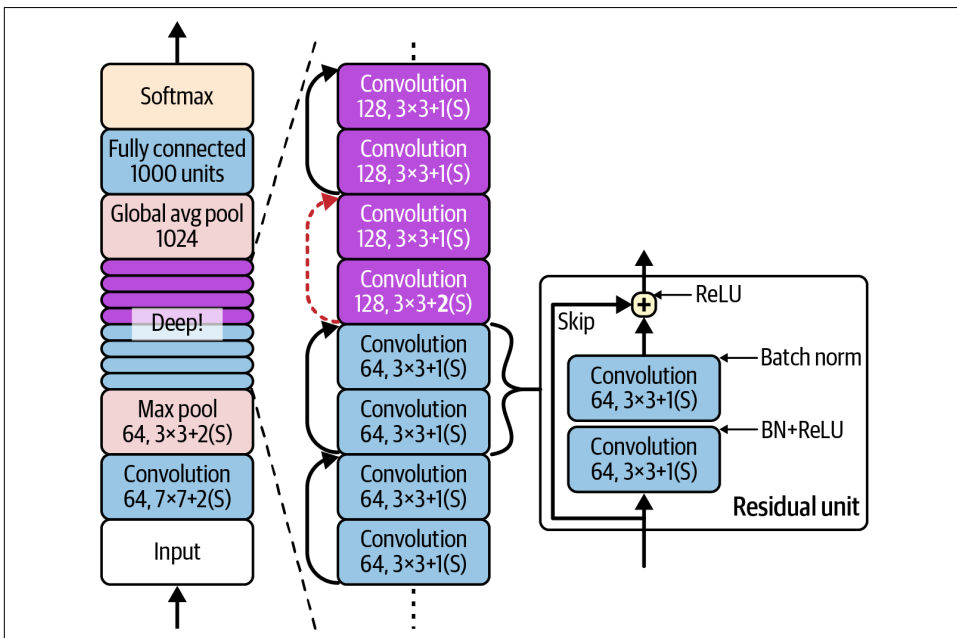 Softmax
Fully connected
1000 units
Global avg pool
1024
Deep!
Max pool
64, 3×3+2(S)
Convolution
64, 7×7+2(S)
Input
Convolution
128, 3×3+1(S)
Convolution
128, 3×3+1(S)
Convolution
128, 3×3+1(S)
Convolution
128, 3×3+2(S)
Convolution
64, 3×3+1(S)
Convolution
64, 3×3+1(S)
Convolution
64, 3×3+1(S)
Convolution
64, 3×3+1(S)
+
ReLU
Skip
Batch norm
Convolution
64, 3×3+1(S)
BN+ReLU
Convolution
64, 3×3+1(S)
Residual unit